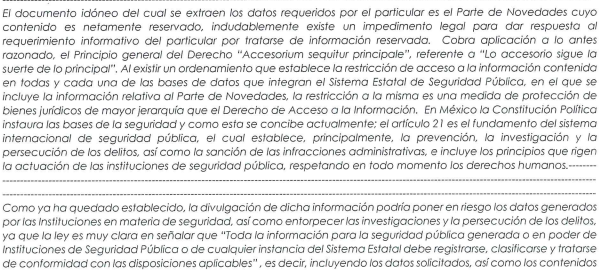 El documento idóneo del cual se extraen los datos requeridos por el particular es el Parte de Novedades cuyo
contenido es netamente reservado, indudablemente existe un impedimento legal para dar respuesta al
requerimiento informativo del particular por tratarse de información reservada. Cobra aplicación a lo antes
razonado, el Principio general del Derecho "Accesorium sequitur principale", referente a "Lo accesorio sigue la
suerte de lo principal". Al existir un ordenamiento que establece la restricción de acceso a la información contenida
en todas y cada una de las bases de datos que integran el Sistema Estatal de Seguridad Pública, en el que se
incluye la información relativa al Parte de Novedades, la restricción a la misma es una medida de protección de
bienes jurídicos de mayor jerarquía que el Derecho de Acceso a la Información. En México la Constitución Política
instaura las bases de la seguridad y como esta se concibe actualmente; el artículo 21 es el fundamento del sistema
internacional de seguridad pública, el cual establece, principalmente, la prevención, la investigación y la
persecución de los delitos, así como la sanción de las infracciones administrativas, e incluye los principios que rigen
la actuación de las instituciones de seguridad pública, respetando en todo momento los derechos humanos.--------
Como ya ha quedado establecido, la divulgación de dicha información podría poner en riesgo los datos generados
por las Instituciones en materia de seguridad, así como entorpecer las investigaciones y la persecución de los delitos,
ya que la ley es muy clara en señalar que "Toda la información para la seguridad pública generada o en poder de
Instituciones de Seguridad Pública o de cualquier instancia del Sistema Estatal debe registrarse, clasificarse y tratarse
de conformidad con las disposiciones aplicables", es decir, incluyendo los datos solicitados, así como los contenidos